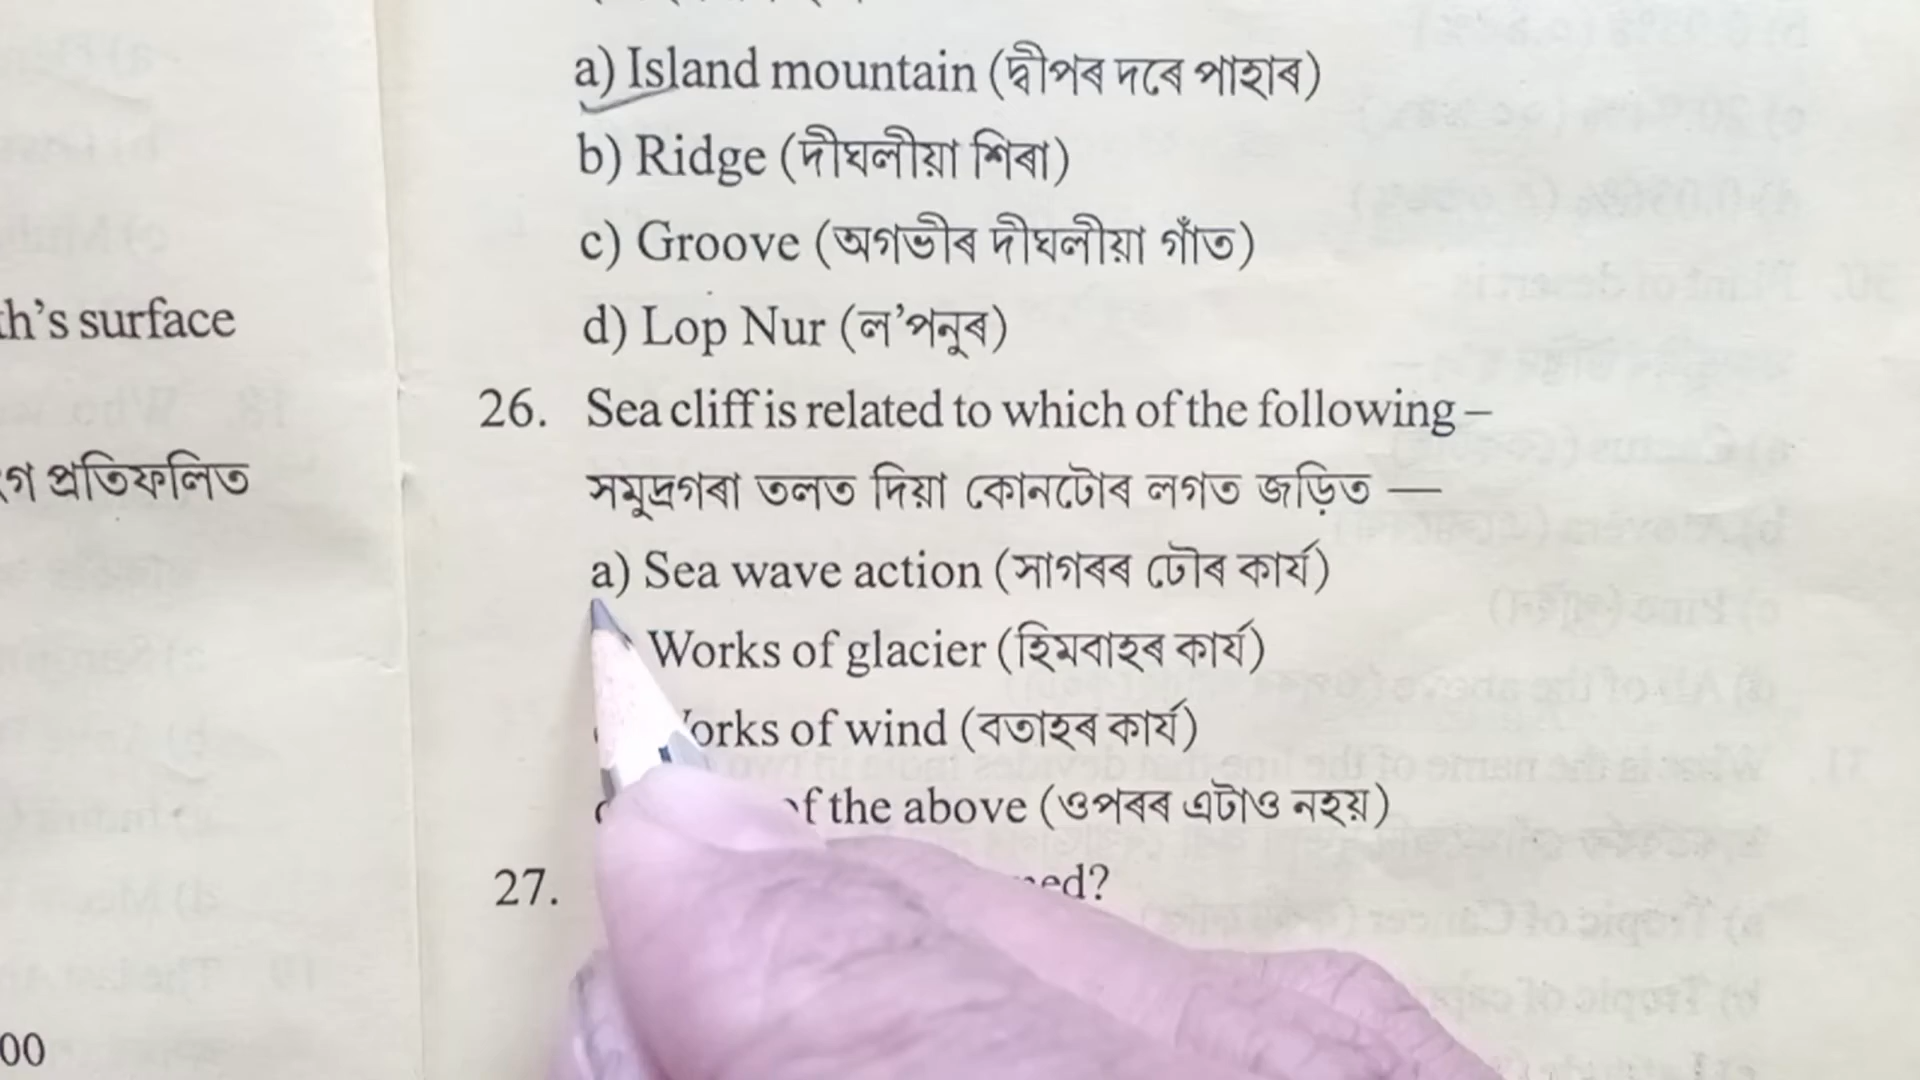 a) Island mountain (দ্বীপৰ দৰে পাহাৰ)
b) Ridge (দীঘলীয়া শিৰা)
c) Groove (অগভীৰ দীঘলীয়া গাঁত)
d) Lop Nur (ল’পনুৰ)
th’s surface
26. Sea cliff is related to which of the following –
প্ৰতিফলিত
সমুদ্ৰগৰা তলত দিয়া কোনটোৰ লগত জড়িত —
a) Sea wave action (সাগৰৰ ঢৌৰ কাৰ্য)
Works of glacier (হিমবাহৰ কাৰ্য)
of wind (বতাহৰ কাৰ্য)
the above (ওপৰৰ এটাও নহয়)
27.
00